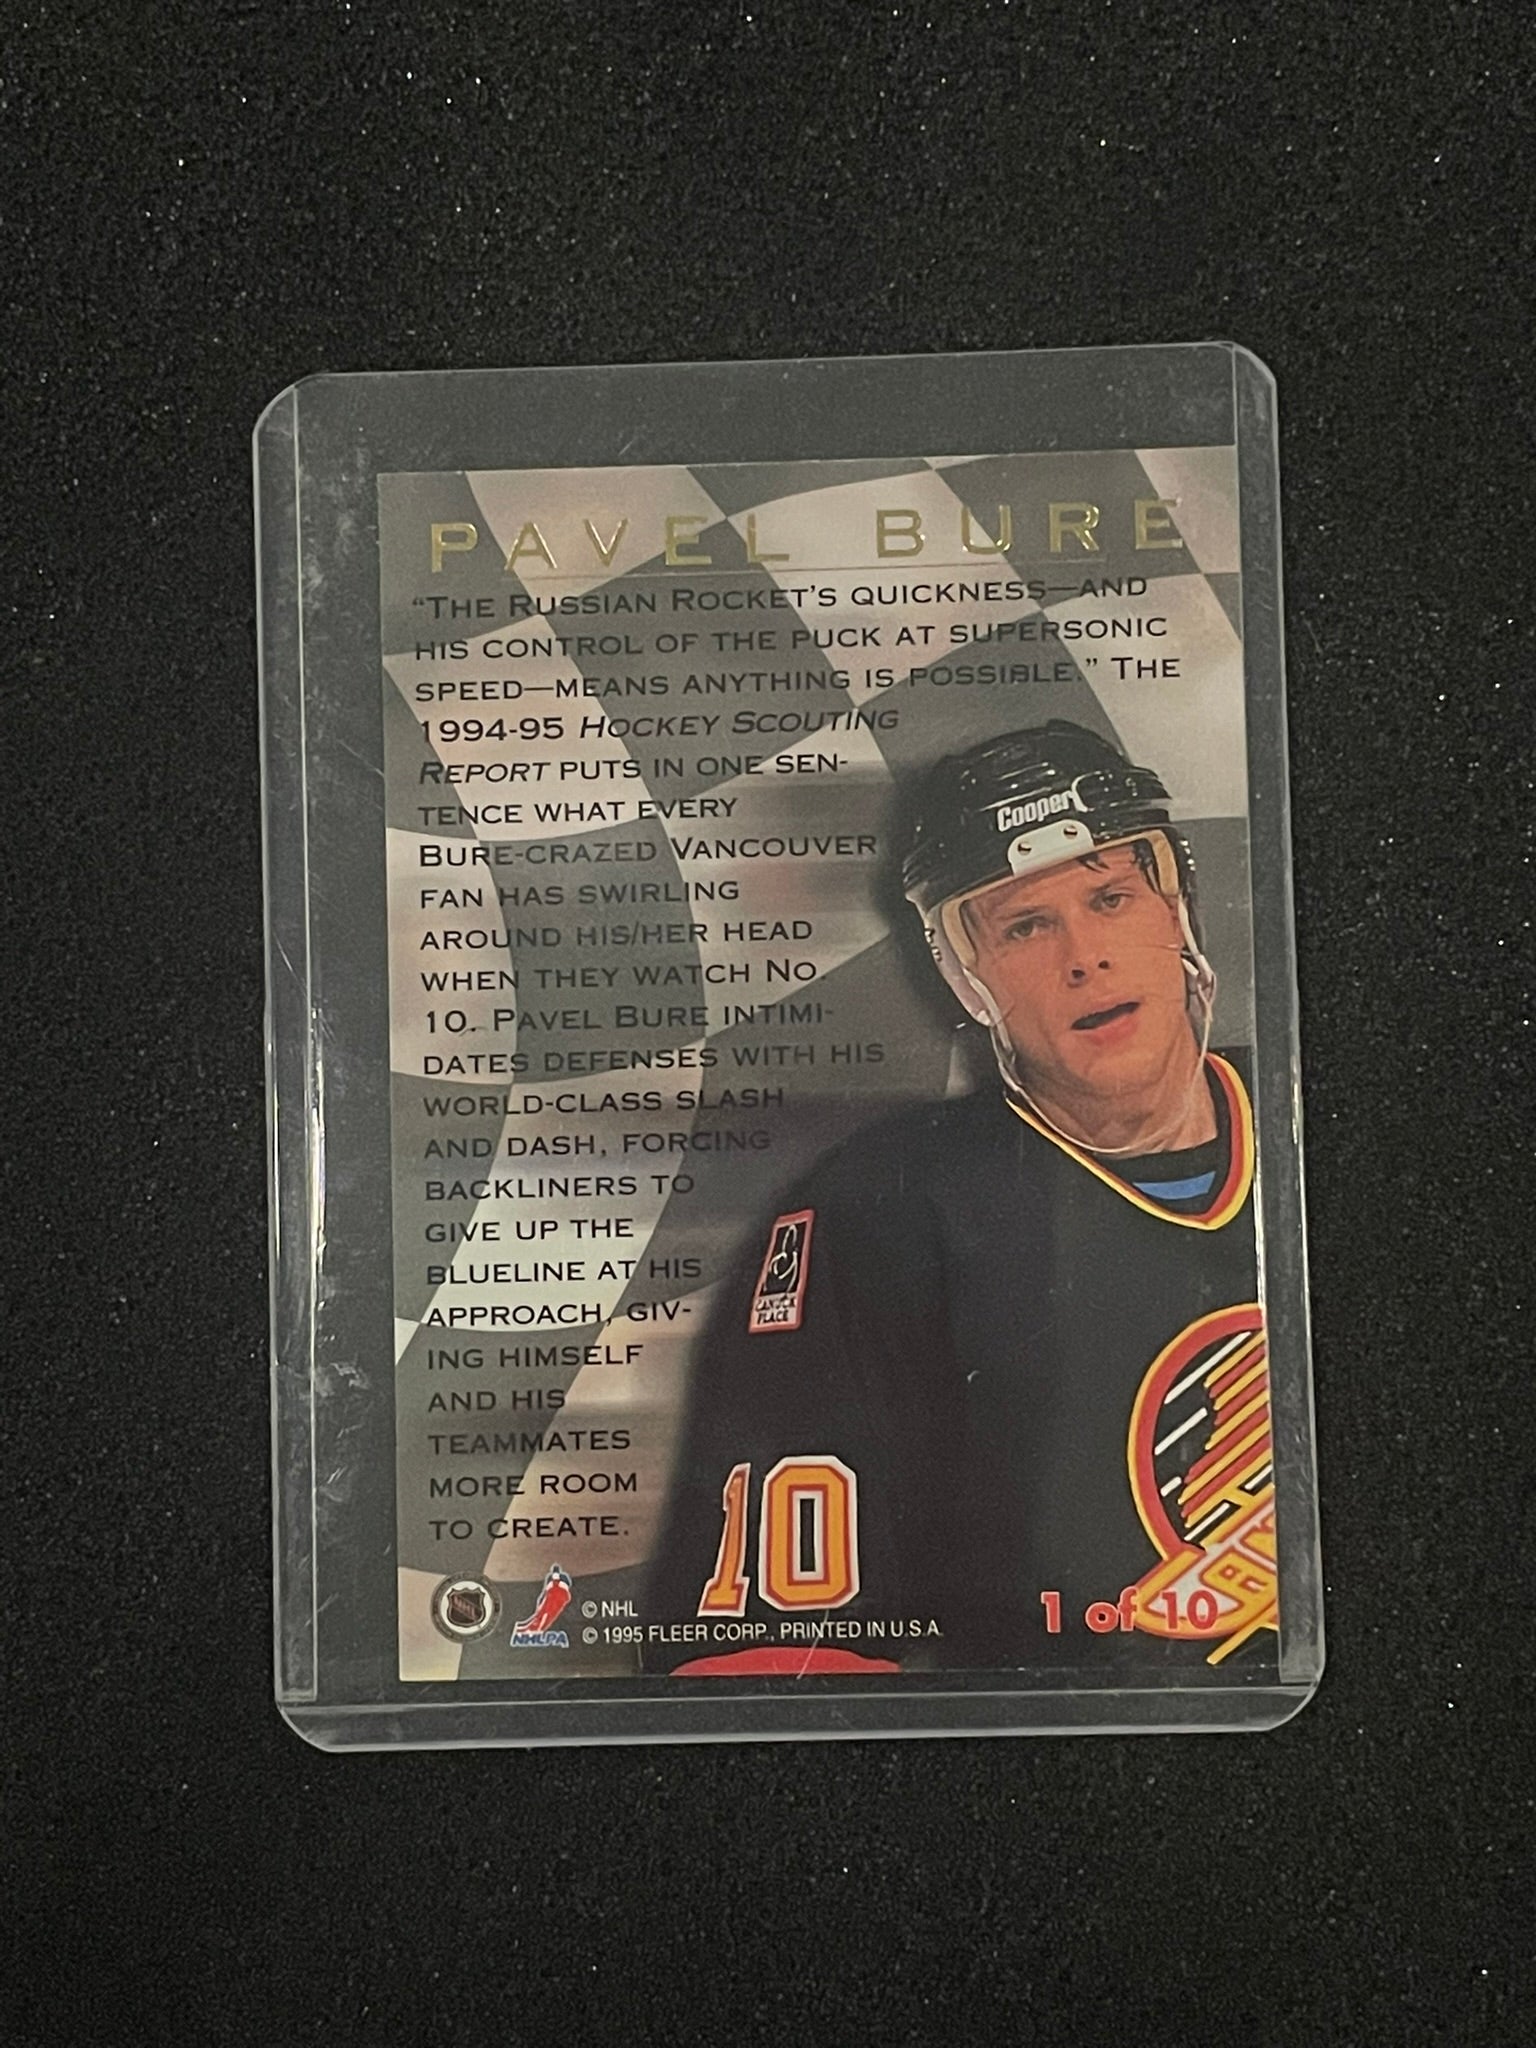 PAVEL BURE
“THE RUSSIAN ROCKET’S QUICKNESS—AND
HIS CONTROL OF THE PUCK AT SUPERSONIC
SPEED—MEANS ANYTHING IS POSSIBLE.” THE
1994-95 HOCKEY SCOUTING
REPORT PUTS IN ONE SEN-
TENCE WHAT EVERY
BURE-CRAZED VANCOUVER
FAN HAS SWIRLING
AROUND HIS/HER HEAD
WHEN THEY WATCH NO.
10. PAVEL BURE INTIMI-
DATES DEFENSES WITH HIS
WORLD-CLASS SLASH
AND DASH, FORCING
BACKLINERS TO
GIVE UP THE
BLUELINE AT HIS
APPROACH, GIV-
ING HIMSELF
AND HIS
TEAMMATES
MORE ROOM
TO CREATE.
Cooper
CANUCK
PLACE
10
NHL
NHLPA
© NHL
© 1995 FLEER CORP., PRINTED IN U.S.A.
1 of 10